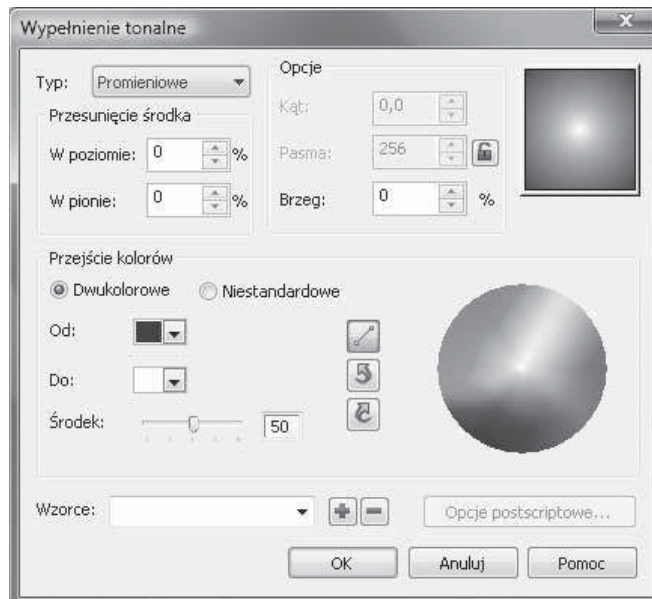 Wypełnienie tonalne
x
Typ: Promieniowe
Przesunięcie środka
W poziomie: 0 %
W pionie: 0 %
Opcje
Kąt: 0,0
Pasma: 256
Brzeg: 0 %
Przejście kolorów
Dwukolorowe Niestandardowe
Od:
Do:
Środek: 50
Wzorce:
Opcje postscriptowe...
OK Anuluj Pomoc